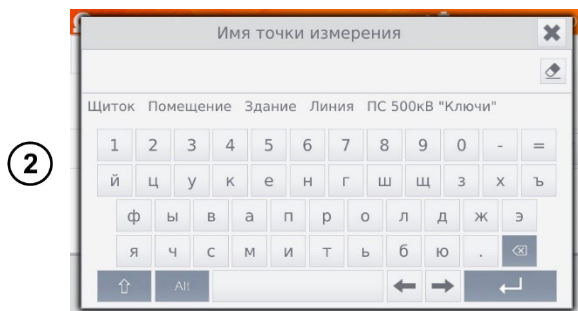 Имя точки измерения
Щиток Помещение Здание Линия ПС 500кВ "Ключи"
2
1 2 3 4 5 6 7 8 9 0 - =
й ц у к е н г ш щ з х ъ
ф ы в а п р о л д ж э
я ч с м и т ь б ю .
Alt